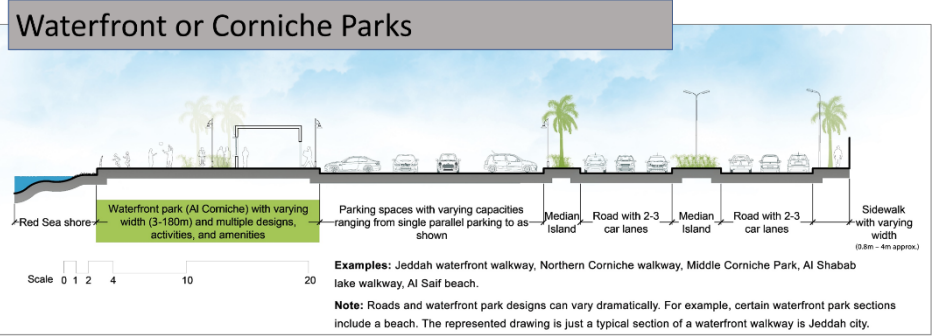 Waterfront or Corniche Parks
Red Sea shore
Waterfront park (Al Corniche) with varying
width (3-180m) and multiple designs,
activities, and amenities
Parking spaces with varying capacities
ranging from single parallel parking to as
shown
Median
Island
Road with 2-3
car lanes
Median
Island
Road with 2-3
car lanes
Sidewalk
with varying
width
(0.8m – 4m approx.)
Scale 0 1 2 4 10 20
Examples: Jeddah waterfront walkway, Northern Corniche walkway, Middle Corniche Park, Al Shabab
lake walkway, Al Saif beach.
Note: Roads and waterfront park designs can vary dramatically. For example, certain waterfront park sections
include a beach. The represented drawing is just a typical section of a waterfront walkway is Jeddah city.